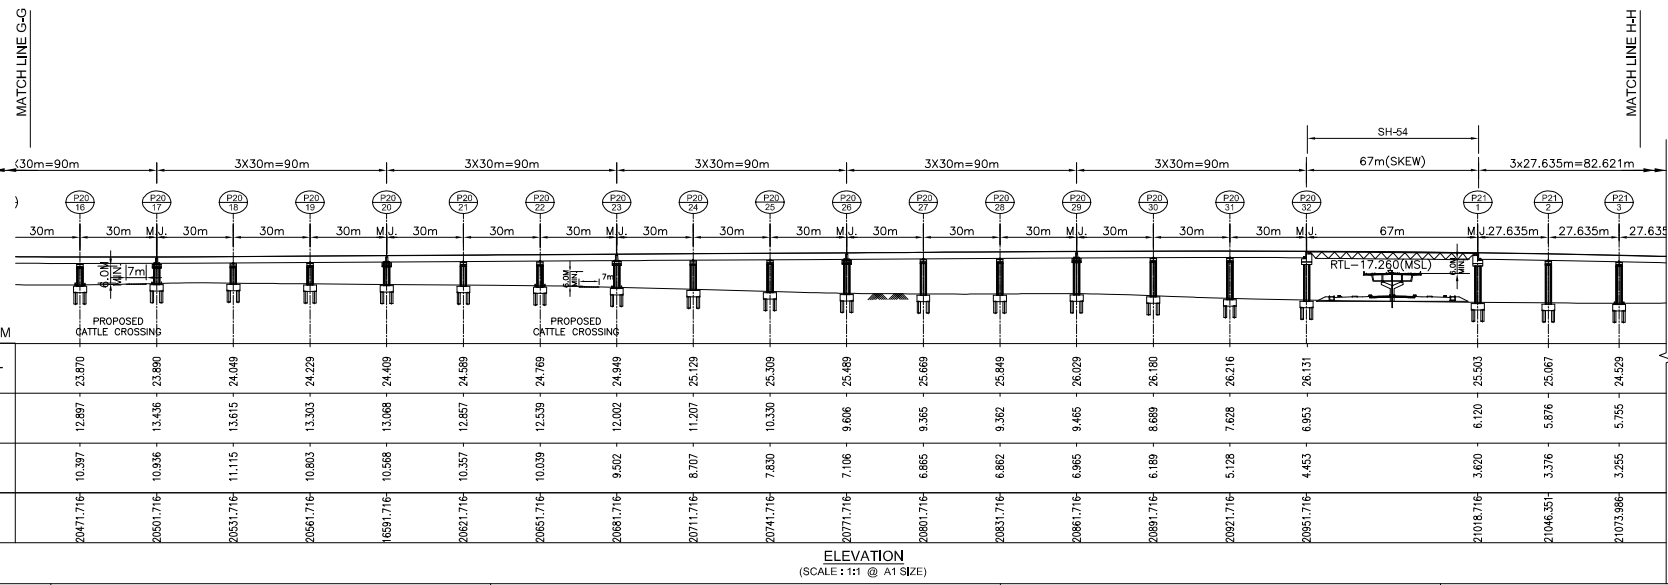 MATCH LINE G-G
MATCH LINE H-H
SH-54
3X30m=90m 3X30m=90m 3X30m=90m 3X30m=90m 3X30m=90m 3X30m=90m 67m(SKEW) 3x27.635m=82.621m
P20 16 P20 17 P20 18 P20 19 P20 20 P20 21 P20 22 P20 23 P20 24 P20 25 P20 26 P20 27 P20 28 P20 29 P20 30 P20 31 P20 32 P21 1 P21 2 P21 3
30m 30m M.J. 30m 30m 30m M.J. 30m 30m 30m M.J. 30m 30m 30m M.J. 30m 30m 30m M.J. 30m 30m 30m M.J. 67m M.J. 27.635m 27.635m 27.635
6.0M MIN. 7m 6.0M MIN. 7m RTL-17.260(MSL) 6.0M MIN.
PROPOSED CATTLE CROSSING
PROPOSED CATTLE CROSSING
M
23.870 23.890 24.049 24.229 24.409 24.589 24.769 24.949 25.129 25.309 25.489 25.669 25.849 26.029 26.180 26.216 26.131 25.503 25.067 24.529
12.897 13.436 13.615 13.303 13.068 12.857 12.539 12.002 11.207 10.330 9.606 9.365 9.362 9.465 8.689 7.628 6.953 6.120 5.876 5.755
10.397 10.936 11.115 10.803 10.568 10.357 10.039 9.502 8.707 7.830 7.106 6.865 6.862 6.965 6.189 5.128 4.453 3.620 3.376 3.255
20471.716 20501.716 20531.716 20561.716 16591.716 20621.716 20651.716 20681.716 20711.716 20741.716 20771.716 20801.716 20831.716 20861.716 20891.716 20921.716 20951.716 21018.716 21046.351 21073.986
ELEVATION
(SCALE : 1:1 @ A1 SIZE)